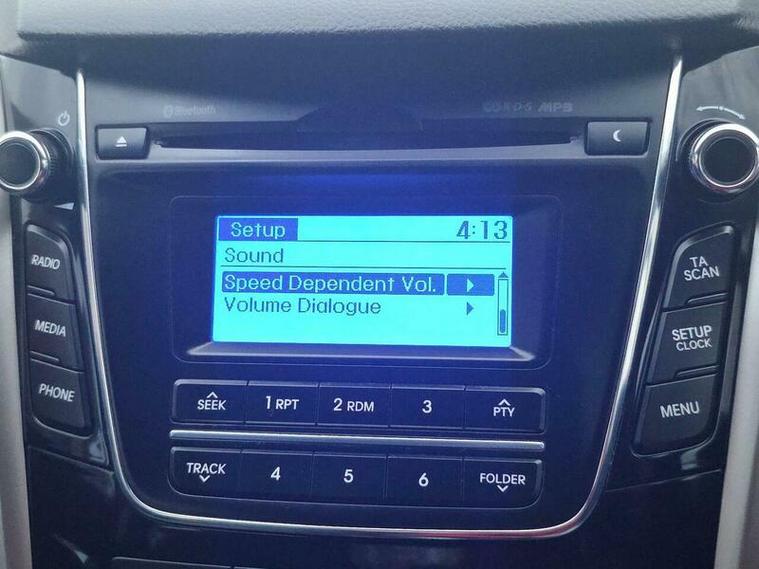 Bluetooth
RDS MP3
Setup 4:13
Sound
Speed Dependent Vol.
Volume Dialogue
RADIO
MEDIA
PHONE
TA
SCAN
SETUP
CLOCK
MENU
SEEK
1 RPT
2 RDM
3
PTY
TRACK
4
5
6
FOLDER